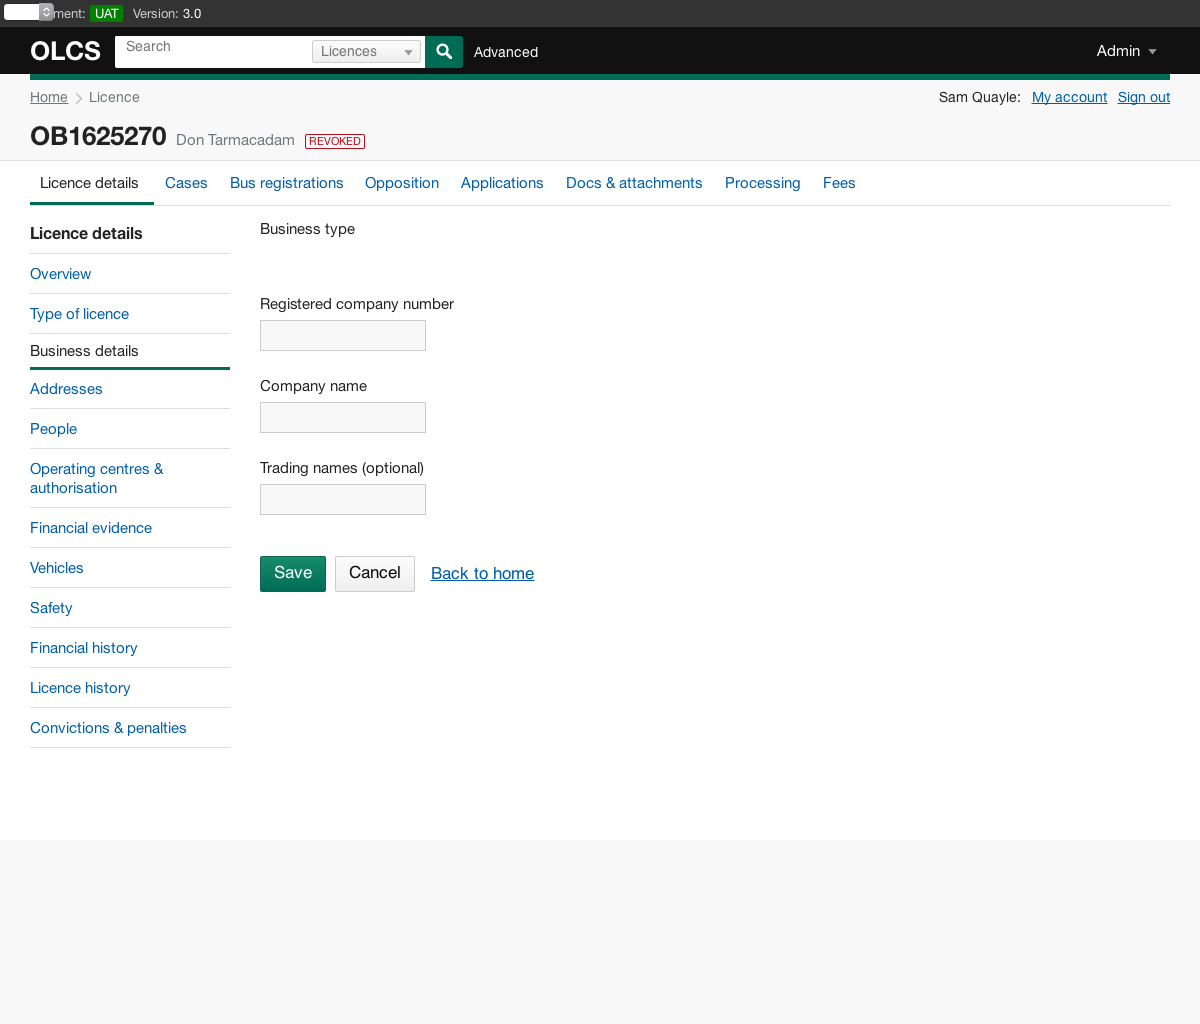 ment: UAT Version: 3.0
OLCS Search Licences Advanced Admin
Home Licence Sam Quayle: My account Sign out
OB1625270 Don Tarmacadam REVOKED
Licence details Cases Bus registrations Opposition Applications Docs & attachments Processing Fees
Licence details
Overview
Type of licence
Business details
Addresses
People
Operating centres &
authorisation
Financial evidence
Vehicles
Safety
Financial history
Licence history
Convictions & penalties
Business type
Registered company number
Company name
Trading names (optional)
Save Cancel Back to home